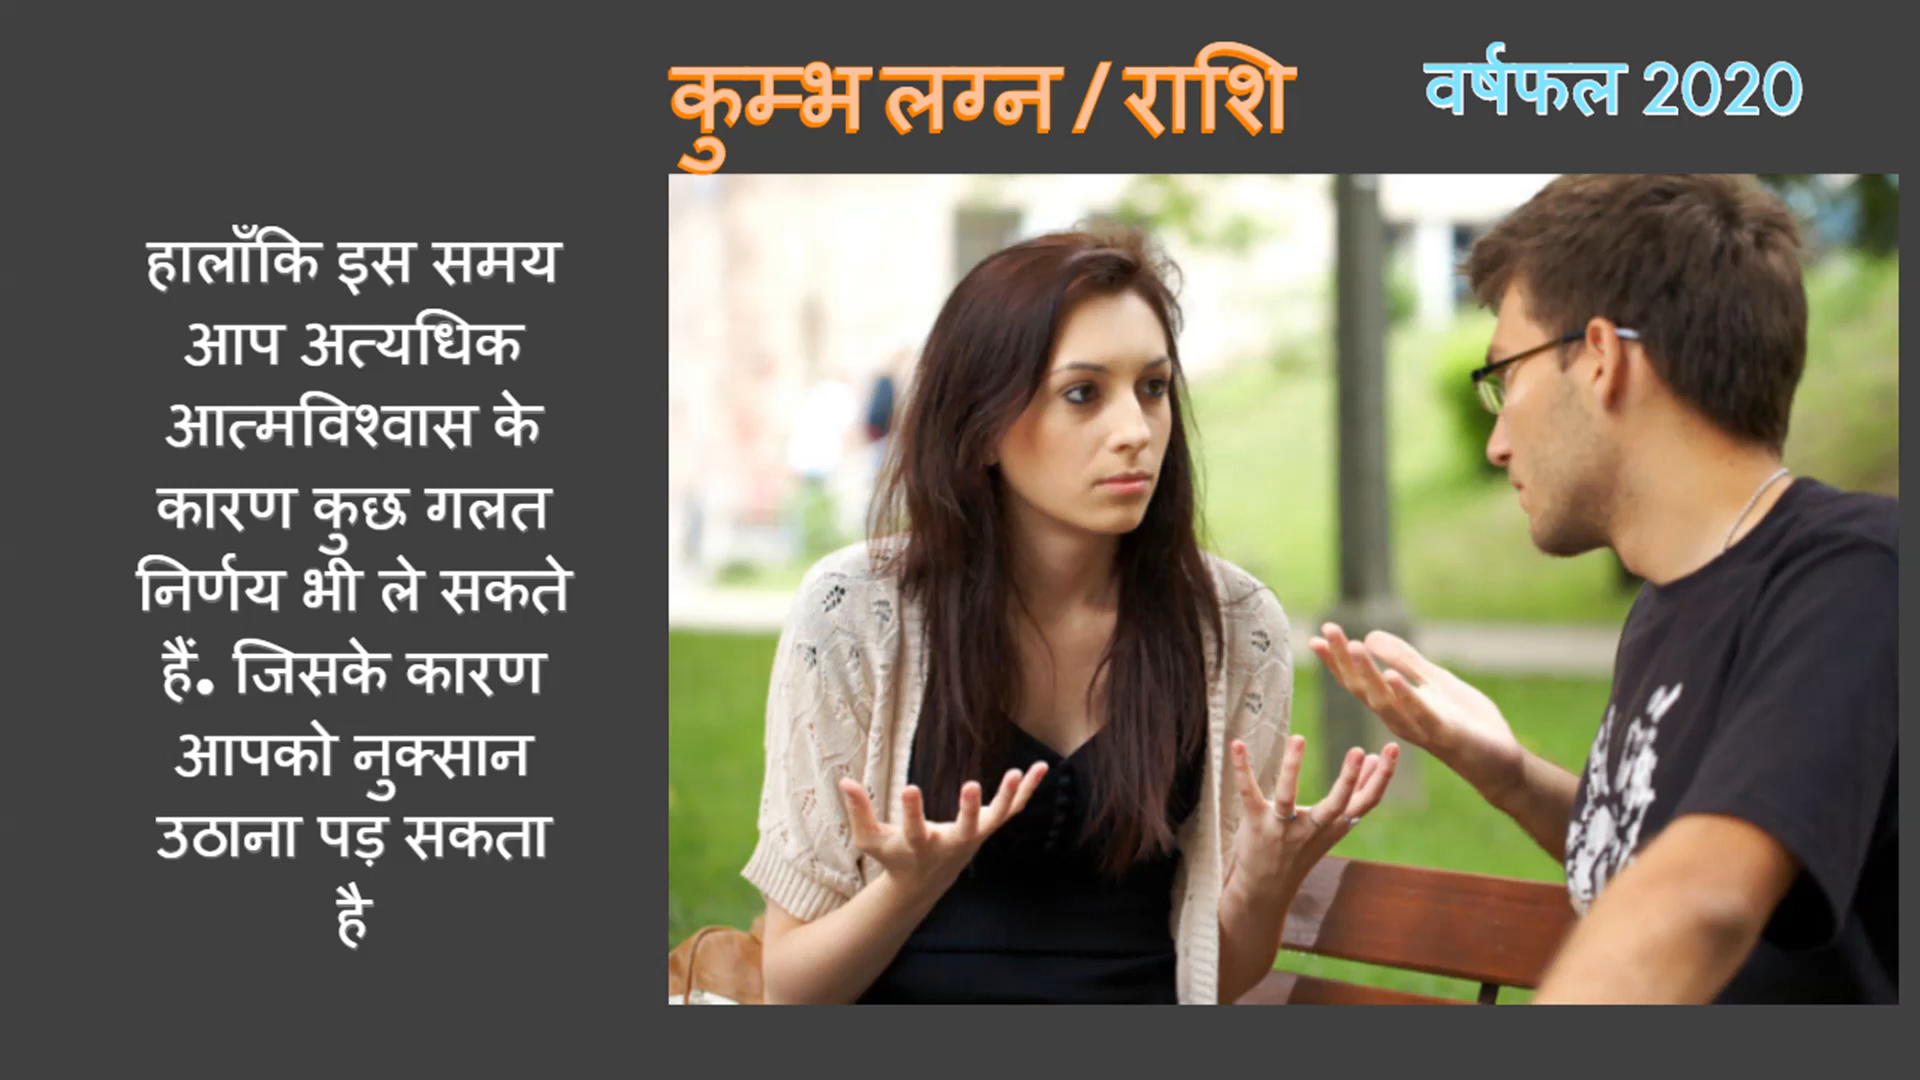 कुम्भ लग्न / राशि
वर्षफल 2020
हालाँकि इस समय
आप अत्यधिक
आत्मविश्वास के
कारण कुछ गलत
निर्णय भी ले सकते
हैं. जिसके कारण
आपको नुक्सान
उठाना पड़ सकता
है